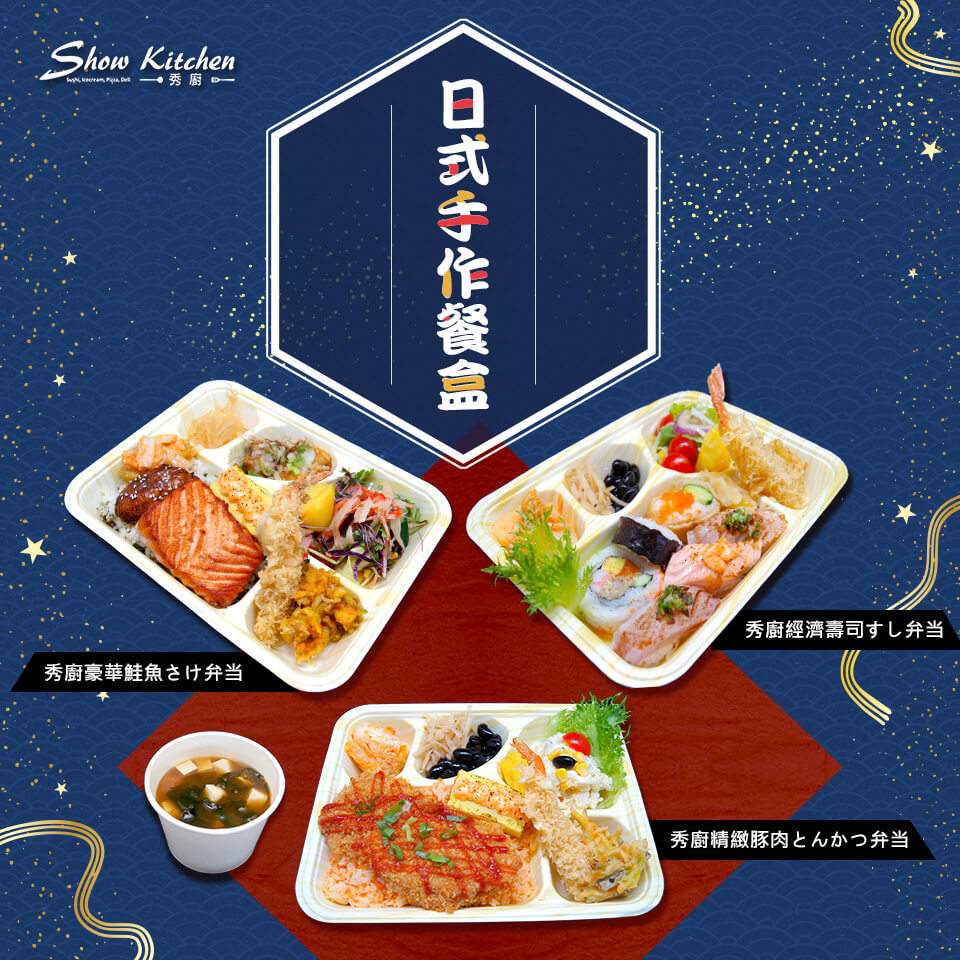 Show Kitchen
Sushi, Icecream, Pizza, Deli
秀廚
日式手作餐盒
秀廚豪華鮭魚さけ弁当
秀廚經濟壽司すし弁当
秀廚精緻豚肉とんかつ弁当